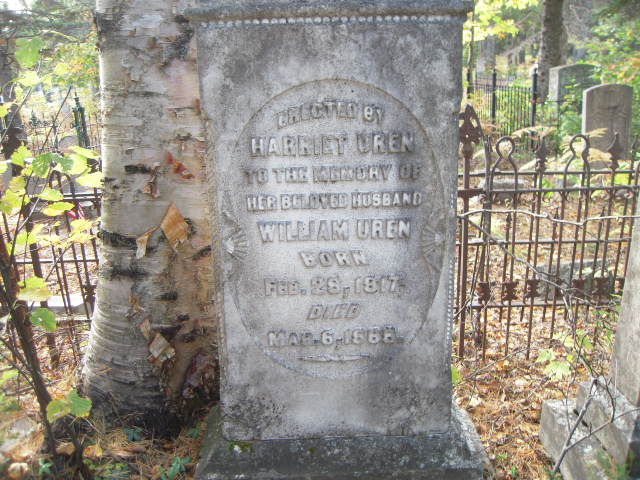 ERECTED BY
HARRIET UREN
TO THE MEMORY OF
HER BELOVED HUSBAND
WILLIAM UREN
BORN
FEB. 28, 1817.
DIED
MAR. 6, 1888.